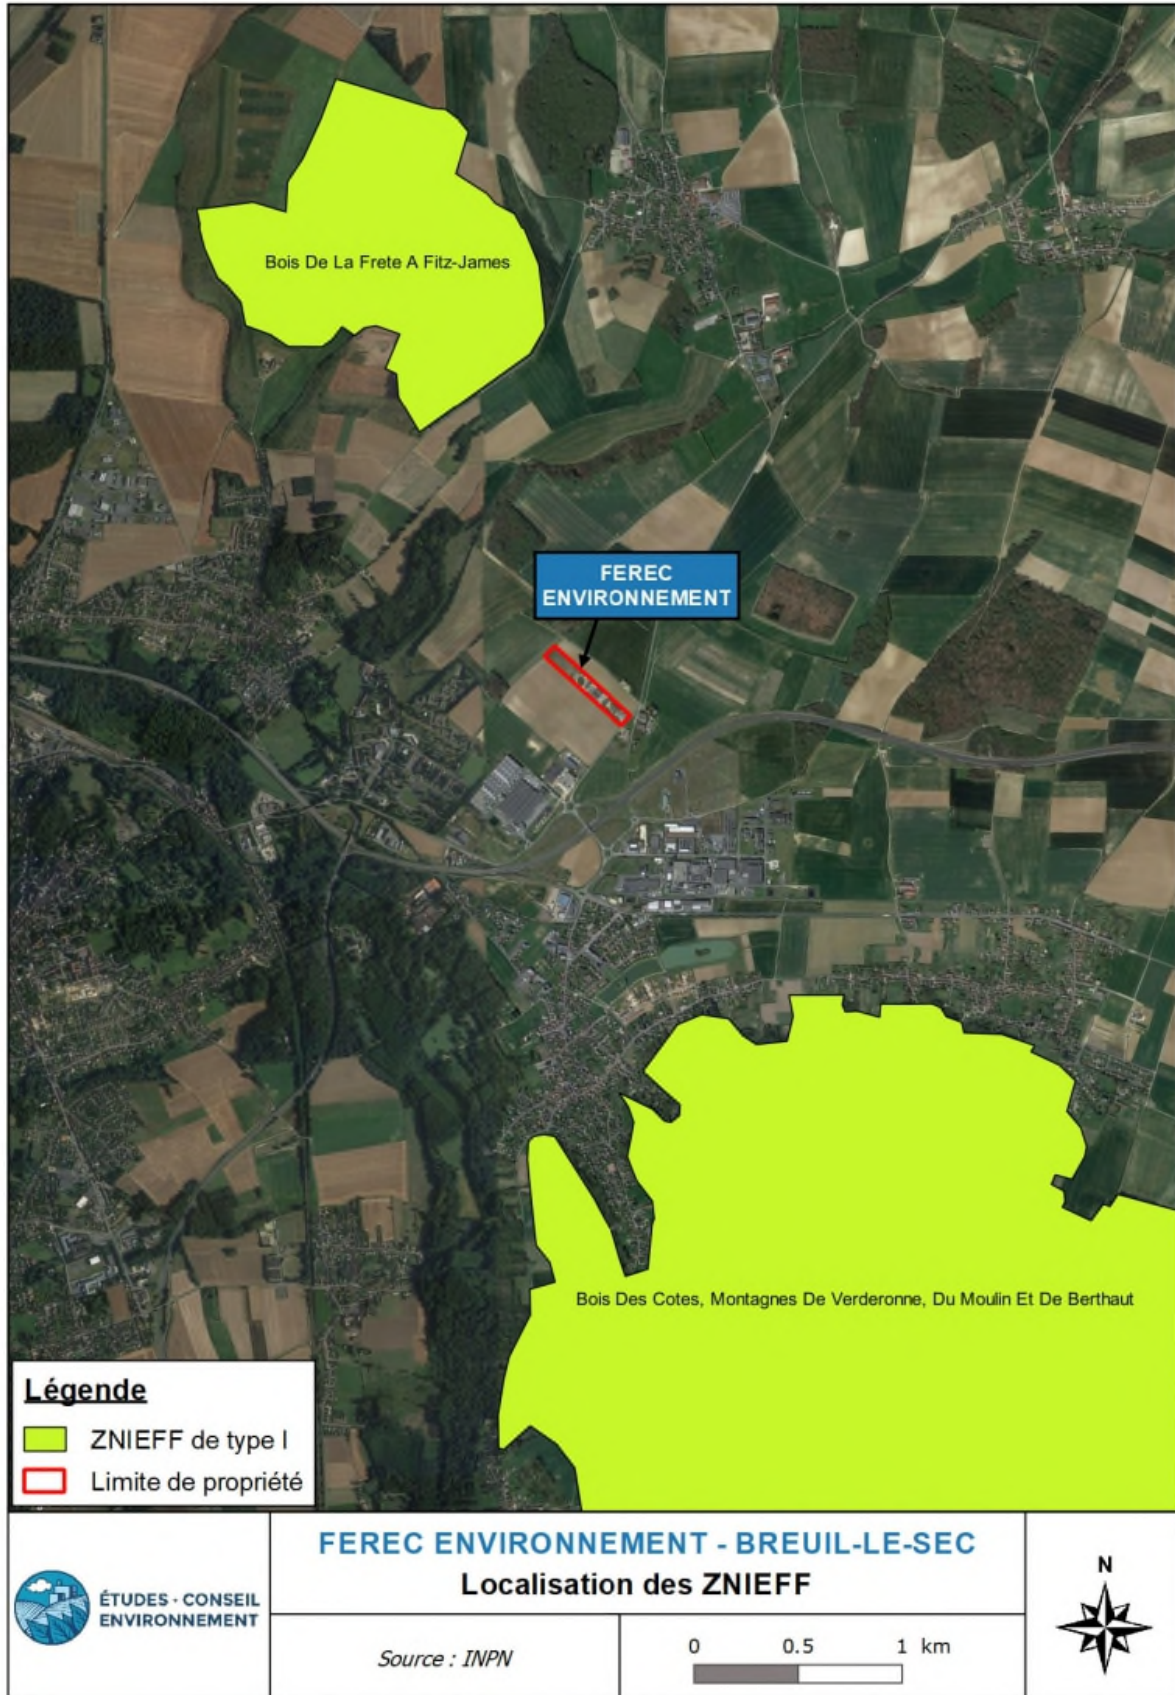 Bois De La Frete A Fitz-James
FEREC
ENVIRONNEMENT
Bois Des Cotes, Montagnes De Verderonne, Du Moulin Et De Berthaut
Légende
ZNIEFF de type I
Limite de propriété
ÉTUDES - CONSEIL
ENVIRONNEMENT
FEREC ENVIRONNEMENT - BREUIL-LE-SEC
Localisation des ZNIEFF
Source : INPN
0 0.5 1 km
N